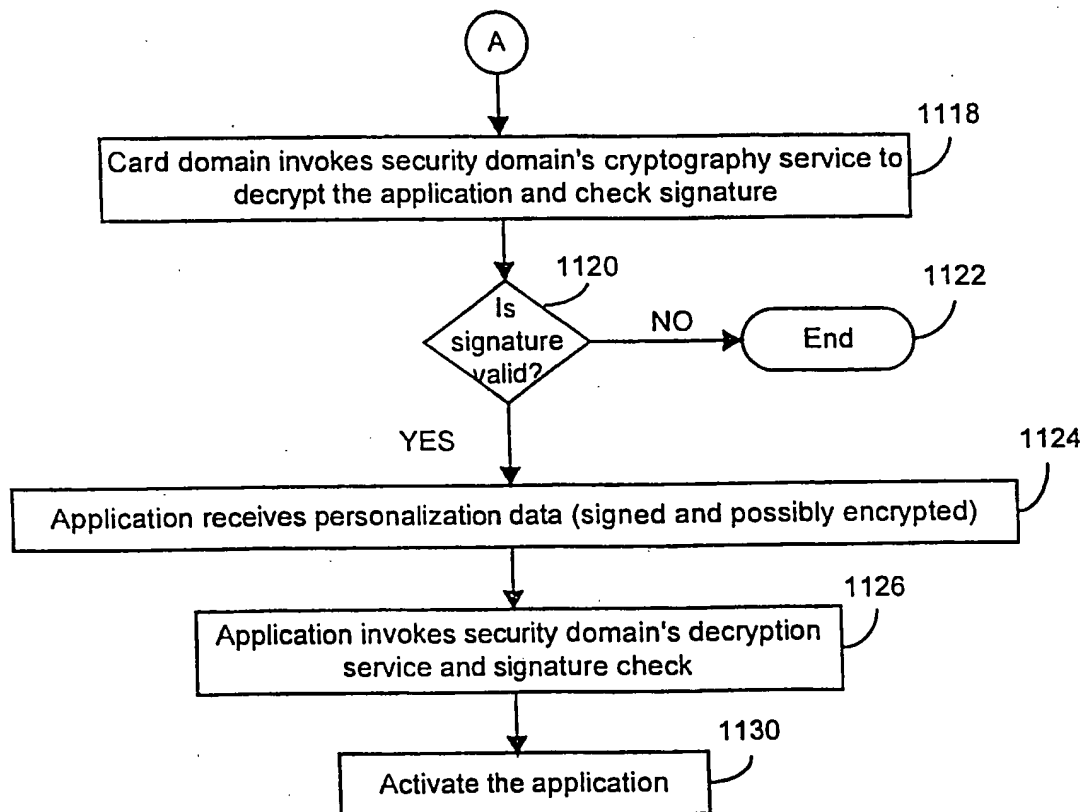 A
1118
Card domain invokes security domain's cryptography service to
decrypt the application and check signature
1120
1122
Is
signature
valid?
NO
End
YES
1124
Application receives personalization data (signed and possibly encrypted)
1126
Application invokes security domain's decryption
service and signature check
1130
Activate the application